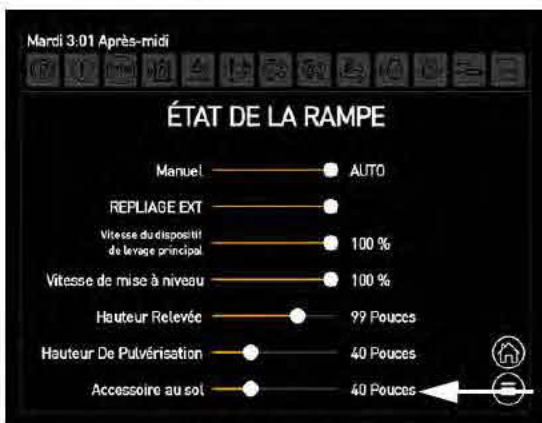 Mardi 3:01 Après-midi
ÉTAT DE LA RAMPE
Manuel AUTO
REPLIAGE EXT
Vitesse du dispositif
de levage principal 100 %
Vitesse de mise à niveau 100 %
Hauteur Relevée 99 Pouces
Hauteur De Pulvérisation 40 Pouces
Accessoire au sol 40 Pouces